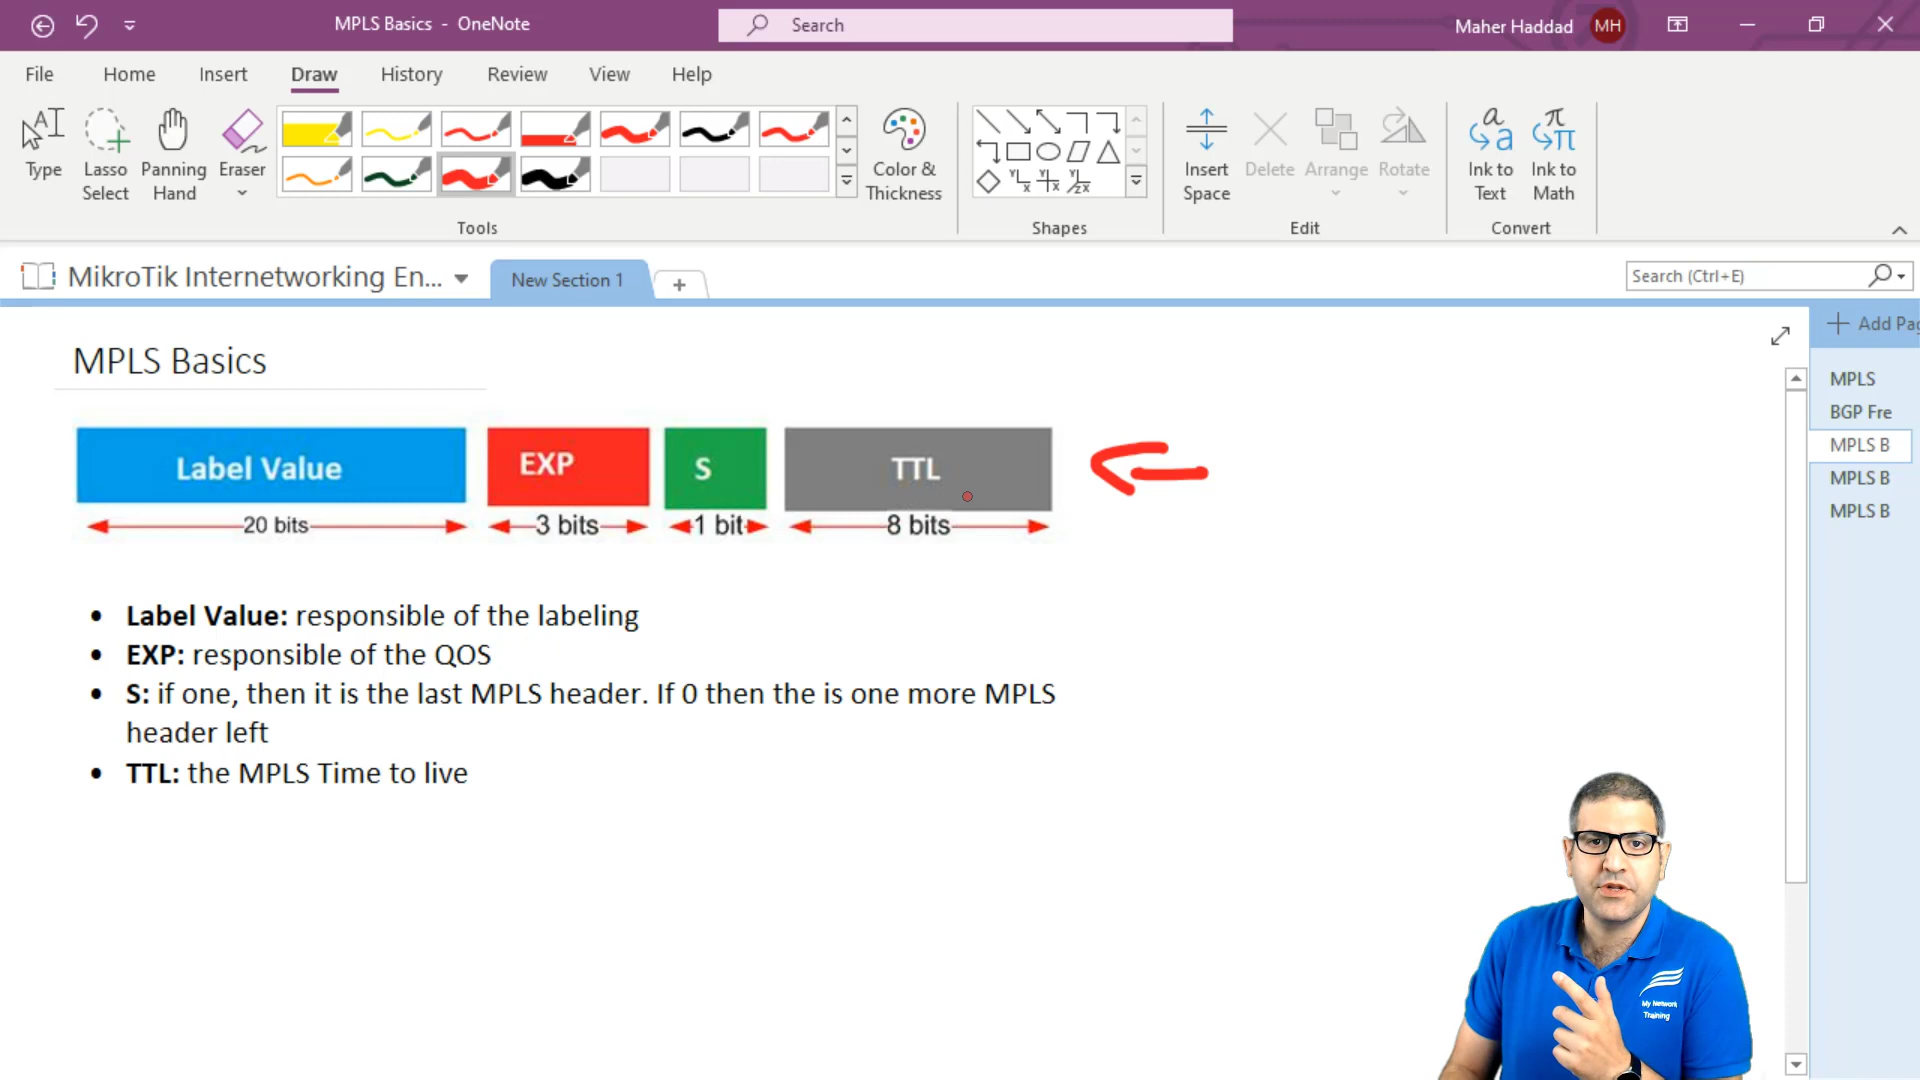 MPLS Basics - OneNote
Search
Maher Haddad
MH
File
Home
Insert
Draw
History
Review
View
Help
Type
Lasso
Select
Panning
Hand
Eraser
Color &
Thickness
Tools
Shapes
Insert
Space
Delete
Arrange
Rotate
Edit
Ink to
Text
Ink to
Math
Convert
MikroTik Internetworking En...
New Section 1
Search (Ctrl+E)
Add Pag
MPLS
BGP Fre
MPLS B
MPLS B
MPLS B
MPLS Basics
Label Value
EXP
S
TTL
20 bits
3 bits
1 bit
8 bits
• Label Value: responsible of the labeling
• EXP: responsible of the QOS
• S: if one, then it is the last MPLS header. If 0 then the is one more MPLS
header left
• TTL: the MPLS Time to live
My Network
Training